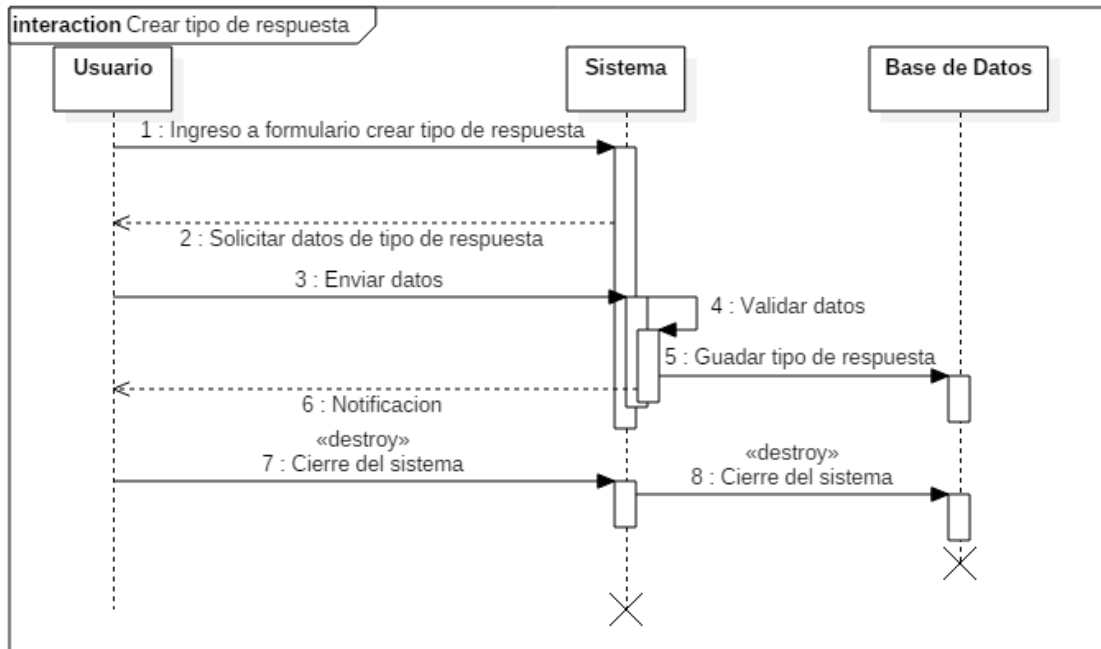 interaction Crear tipo de respuesta
Usuario
Sistema
Base de Datos
1 : Ingreso a formulario crear tipo de respuesta
2 : Solicitar datos de tipo de respuesta
3 : Enviar datos
4 : Validar datos
5 : Guadar tipo de respuesta
6 : Notificacion
«destroy»
7 : Cierre del sistema
«destroy»
8 : Cierre del sistema